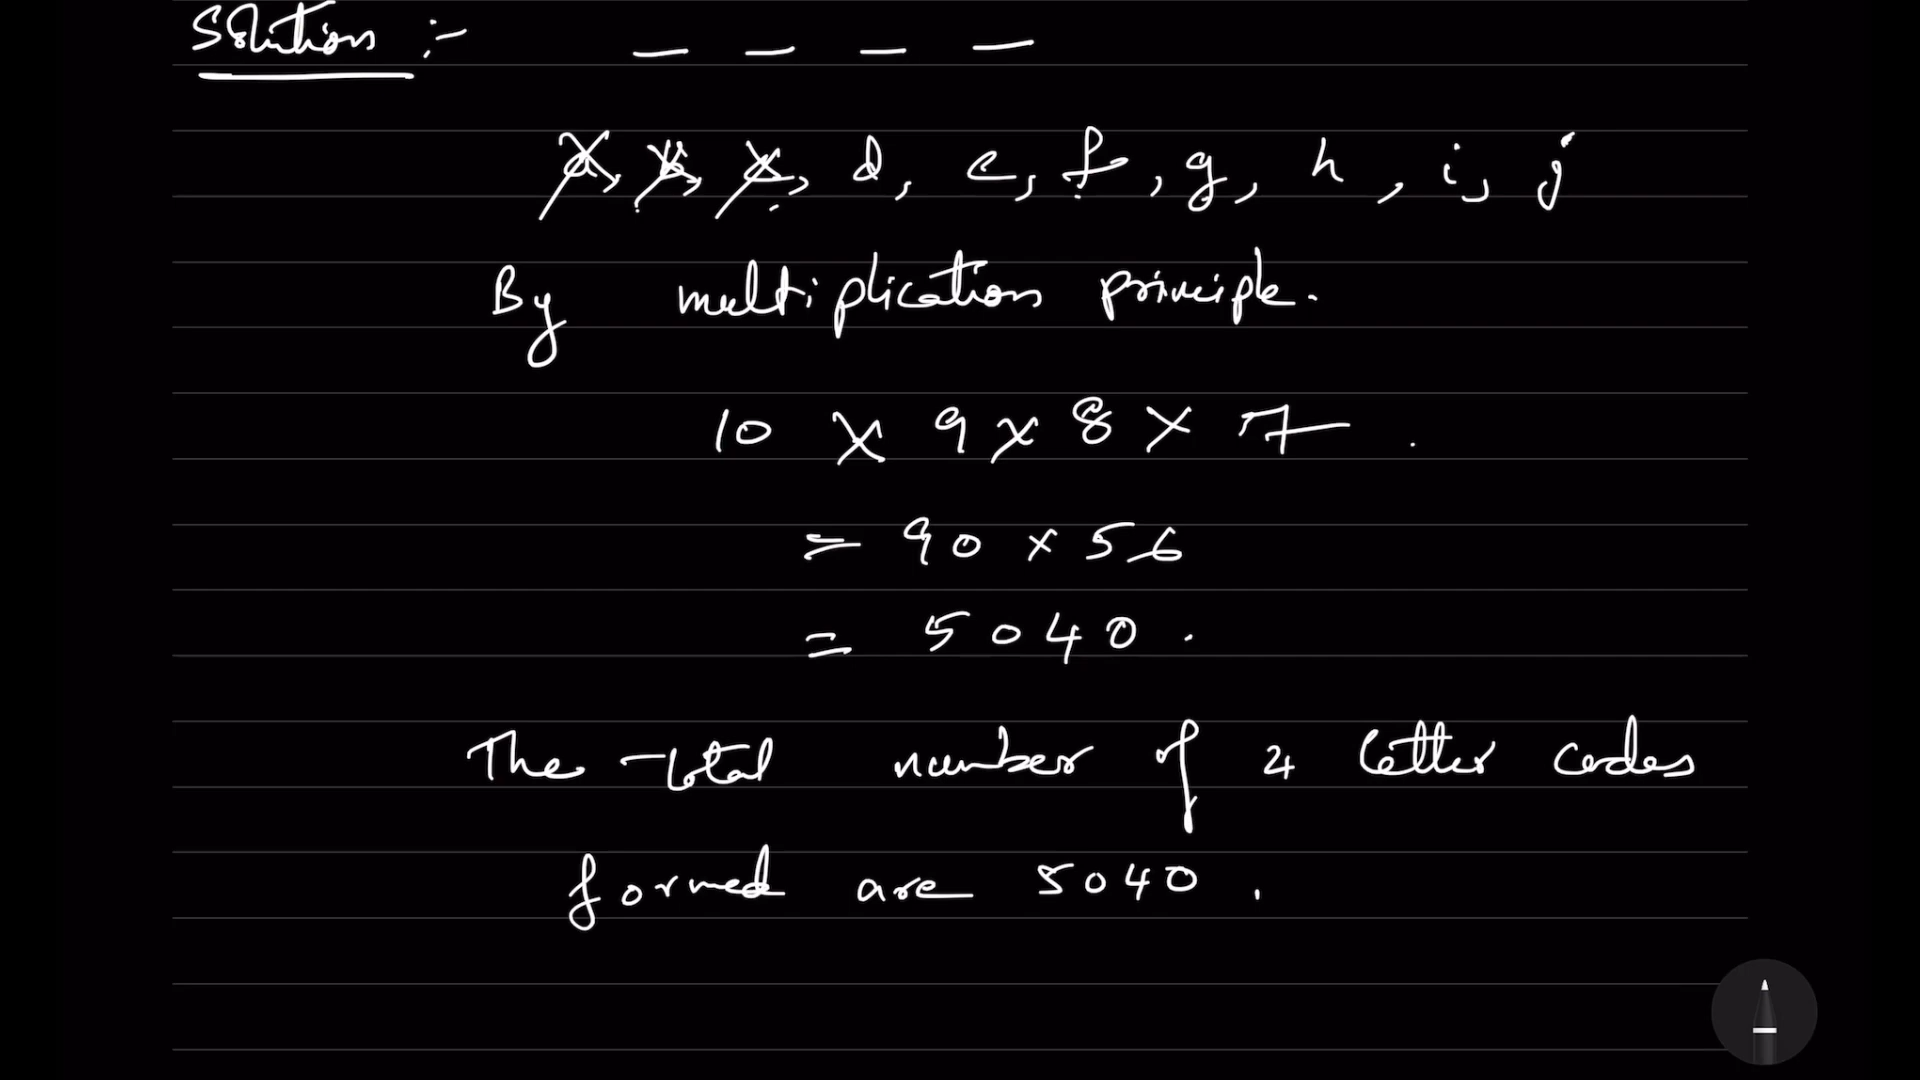 Solution :-
_ _ _ _
a, b, c, d, e, f, g, h, i, j
By multiplication principle.
10 x 9 x 8 x 7 .
= 90 x 56
= 5040 .
The total number of 4 letter codes
formed are 5040 .